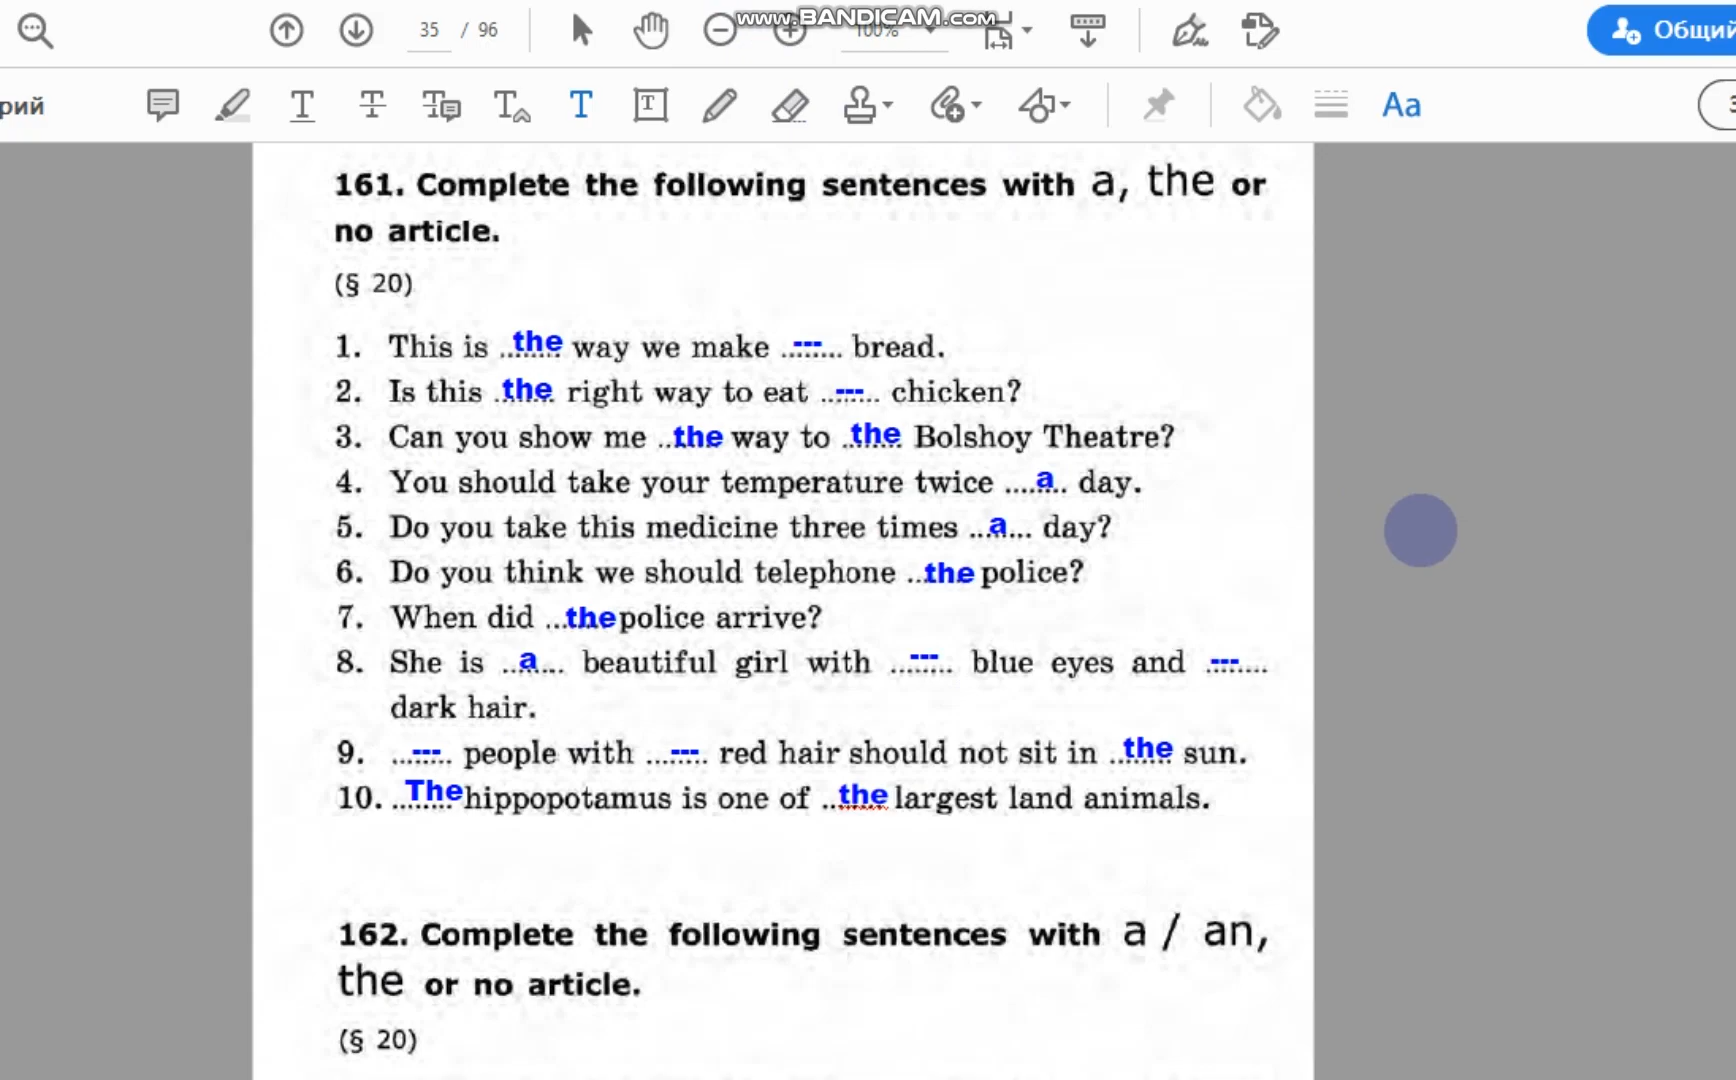 www.BANDICAM.com
35 / 96
100%
Общий
рий
Aa
161. Complete the following sentences with a, the or
no article.
(§ 20)
1. This is ..the.. way we make ..---.. bread.
2. Is this ..the.. right way to eat ..---.. chicken?
3. Can you show me ..the way to ..the.. Bolshoy Theatre?
4. You should take your temperature twice ....a.. day.
5. Do you take this medicine three times ...a... day?
6. Do you think we should telephone ..the police?
7. When did ...the police arrive?
8. She is ..a... beautiful girl with ..---.. blue eyes and ..---....
dark hair.
9. ...---.. people with ...---.. red hair should not sit in ..the.. sun.
10. ..The hippopotamus is one of ..the largest land animals.
162. Complete the following sentences with a / an,
the or no article.
(§ 20)